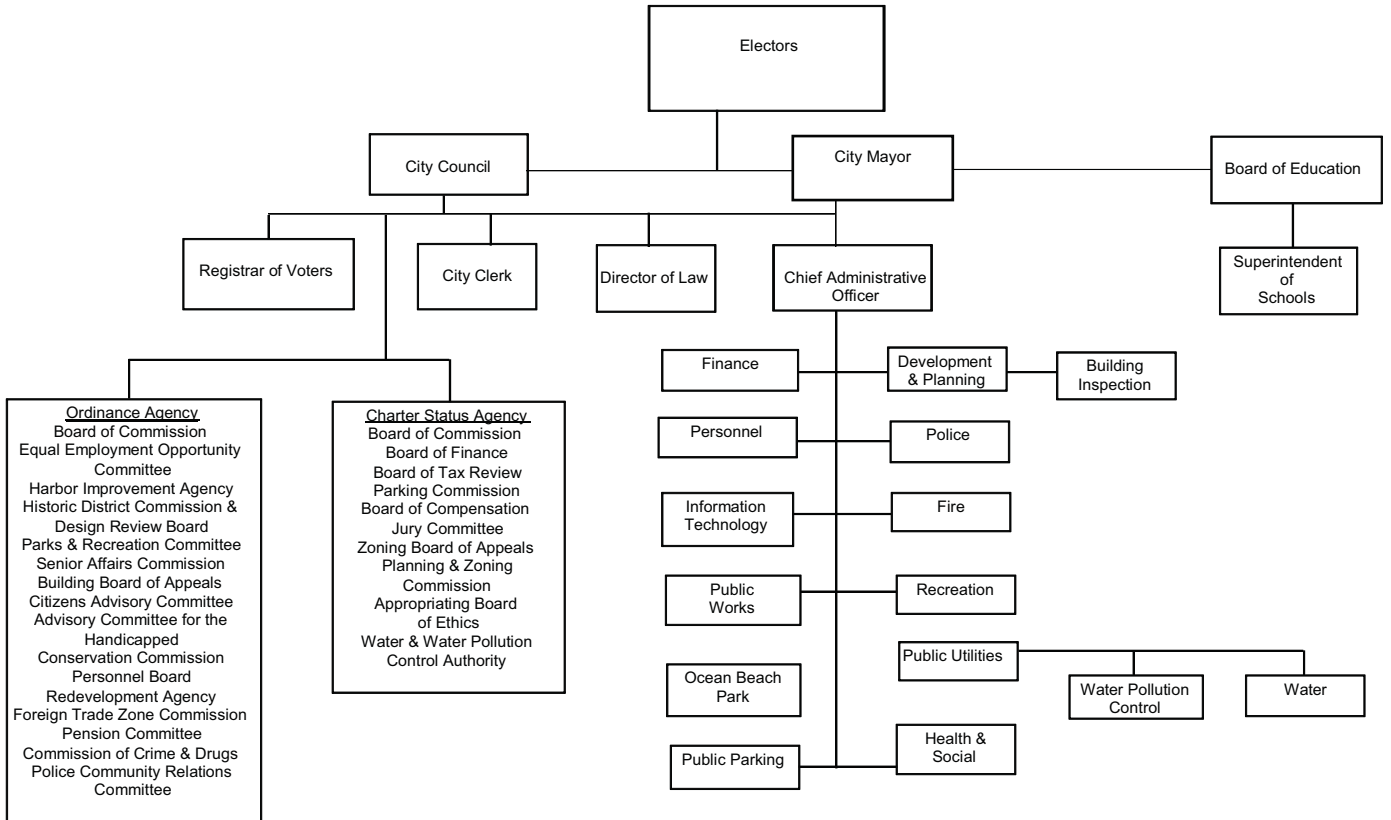 Electors
City Council
City Mayor
Board of Education
Registrar of Voters
City Clerk
Director of Law
Chief Administrative
Officer
Superintendent
of
Schools
Finance
Development
& Planning
Building
Inspection
Personnel
Police
Information
Technology
Fire
Public
Works
Recreation
Ocean Beach
Park
Public Utilities
Water Pollution
Control
Water
Public Parking
Health &
Social
Ordinance Agency
Board of Commission
Equal Employment Opportunity
Committee
Harbor Improvement Agency
Historic District Commission &
Design Review Board
Parks & Recreation Committee
Senior Affairs Commission
Building Board of Appeals
Citizens Advisory Committee
Advisory Committee for the
Handicapped
Conservation Commission
Personnel Board
Redevelopment Agency
Foreign Trade Zone Commission
Pension Committee
Commission of Crime & Drugs
Police Community Relations
Committee
Charter Status Agency
Board of Commission
Board of Finance
Board of Tax Review
Parking Commission
Board of Compensation
Jury Committee
Zoning Board of Appeals
Planning & Zoning
Commission
Appropriating Board
of Ethics
Water & Water Pollution
Control Authority